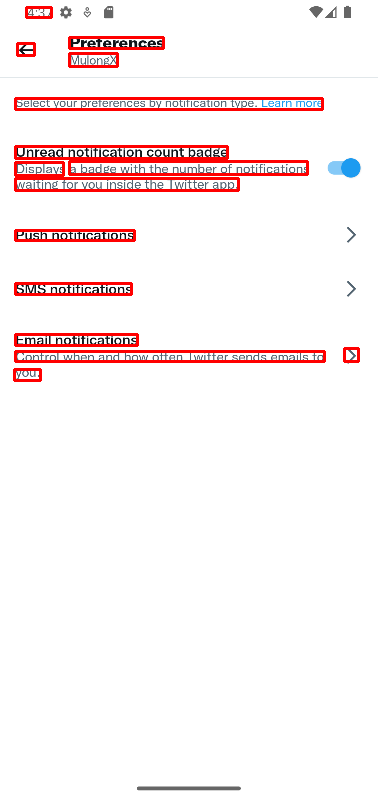 Preferences
MulongX
Select your preferences by notification type. Learn more
Unread notification count badge
Displays a badge with the number of notifications
waiting for you inside the Twitter app.
Push notifications
SMS notifications
Email notifications
Control when and how often Twitter sends emails to
you.